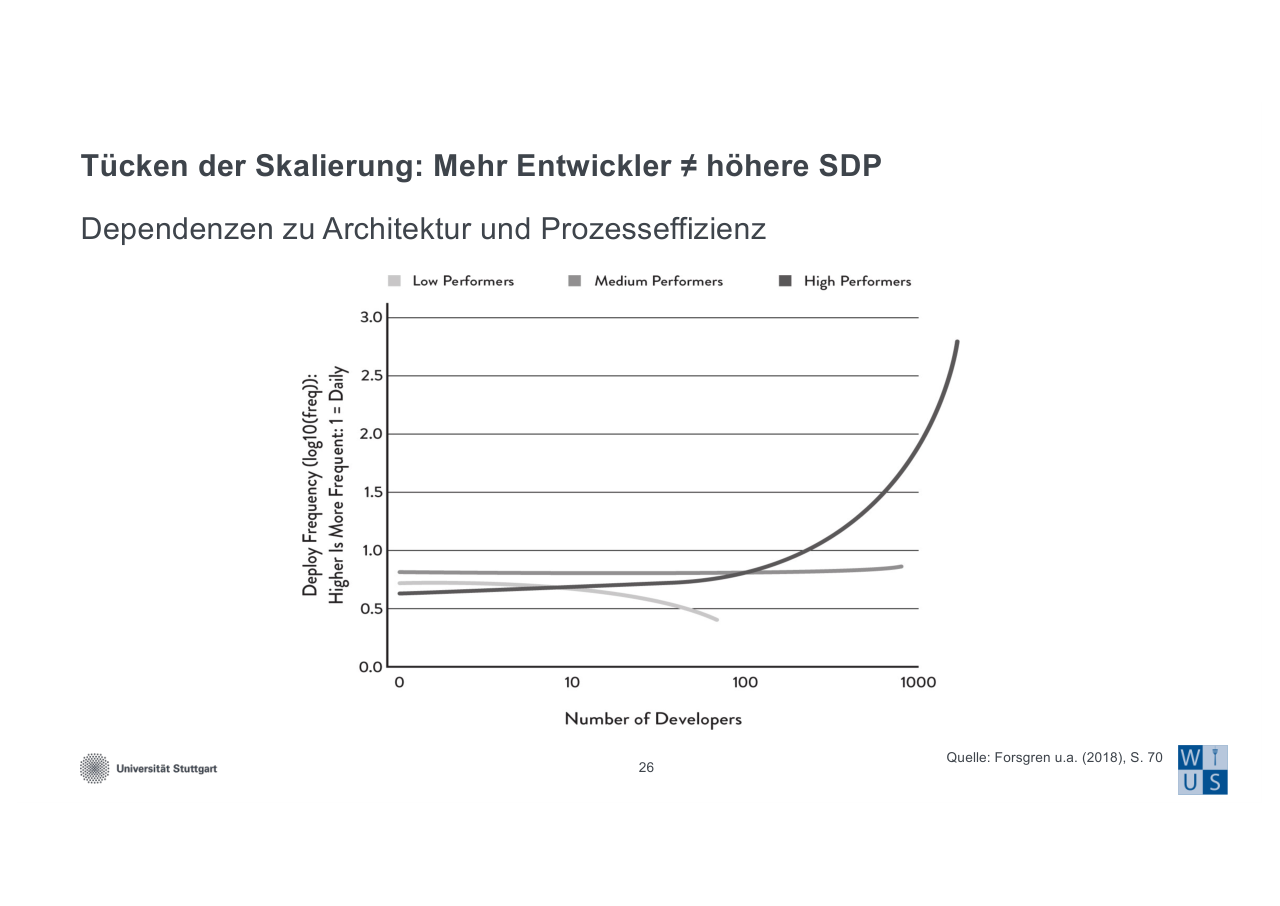 Tücken der Skalierung: Mehr Entwickler ≠ höhere SDP
Dependenzen zu Architektur und Prozesseffizienz
Low Performers
Medium Performers
High Performers
Deploy Frequency (log10(freq)):
Higher Is More Frequent: 1 = Daily
3.0
2.5
2.0
1.5
1.0
0.5
0.0
0
10
100
1000
Number of Developers
Universität Stuttgart
26
Quelle: Forsgren u.a. (2018), S. 70
W
U S